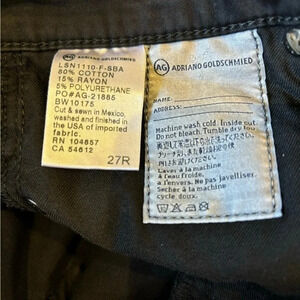 LSN1110-F-SBA
80% COTTON
15% RAYON
5% POLYURETHANE
PO#AG-21885
BW10175
Cut & sewn in Mexico,
washed and finished in
the USA of imported
fabric.
RN 104857
CA 54612
27R
AG ADRIANO GOLDSCHMIED
NAME
ADDRESS
Machine wash cold. Inside out.
Do not bleach. Tumble dry low.
Laver à la machine
à l'eau froide,
à l'envers. Ne pas javelliser.
Secher à la machine
cycle doux.